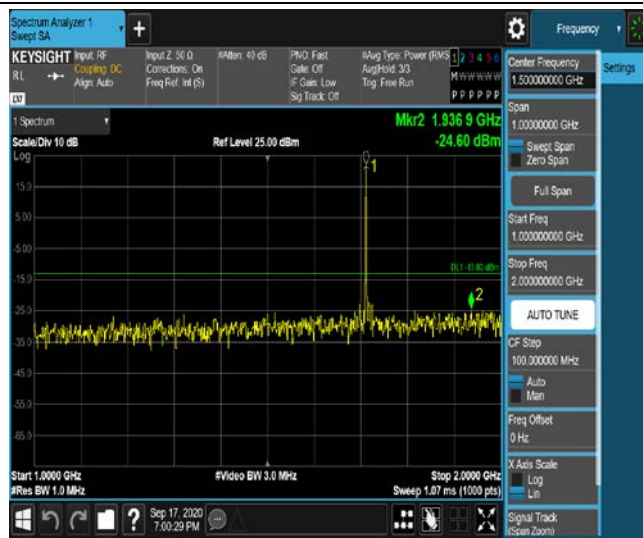 Spectrum Analyzer 1
Swept SA
+
Frequency
KEYSIGHT
RL
Input: RF
Coupling: DC
Align: Auto
Input Z: 50 Ω
Corrections: On
Freq Ref: Int (S)
#Atten: 40 dB
PNO: Fast
Gate: Off
IF Gain: Low
Sig Track: Off
#Avg Type: Power (RMS
Avg|Hold: 3/3
Trig: Free Run
1 2 3 4 5 6
M W W W W W
P P P P P P
1 Spectrum
Scale/Div 10 dB
Ref Level 25.00 dBm
Mkr2 1.936 9 GHz
-24.60 dBm
Log
15.0
5.00
-5.00
-15.0
-25.0
-35.0
-45.0
-55.0
-65.0
1
DL1 -13.00 dBm
2
Start 1.0000 GHz
#Res BW 1.0 MHz
#Video BW 3.0 MHz
Stop 2.0000 GHz
Sweep 1.07 ms (1000 pts)
?
Sep 17, 2020
7:00:29 PM
Center Frequency
1.500000000 GHz
Settings
Span
1.00000000 GHz
Swept Span
Zero Span
Full Span
Start Freq
1.000000000 GHz
Stop Freq
2.000000000 GHz
AUTO TUNE
CF Step
100.000000 MHz
Auto
Man
Freq Offset
0 Hz
X Axis Scale
Log
Lin
Signal Track
(Span Zoom)